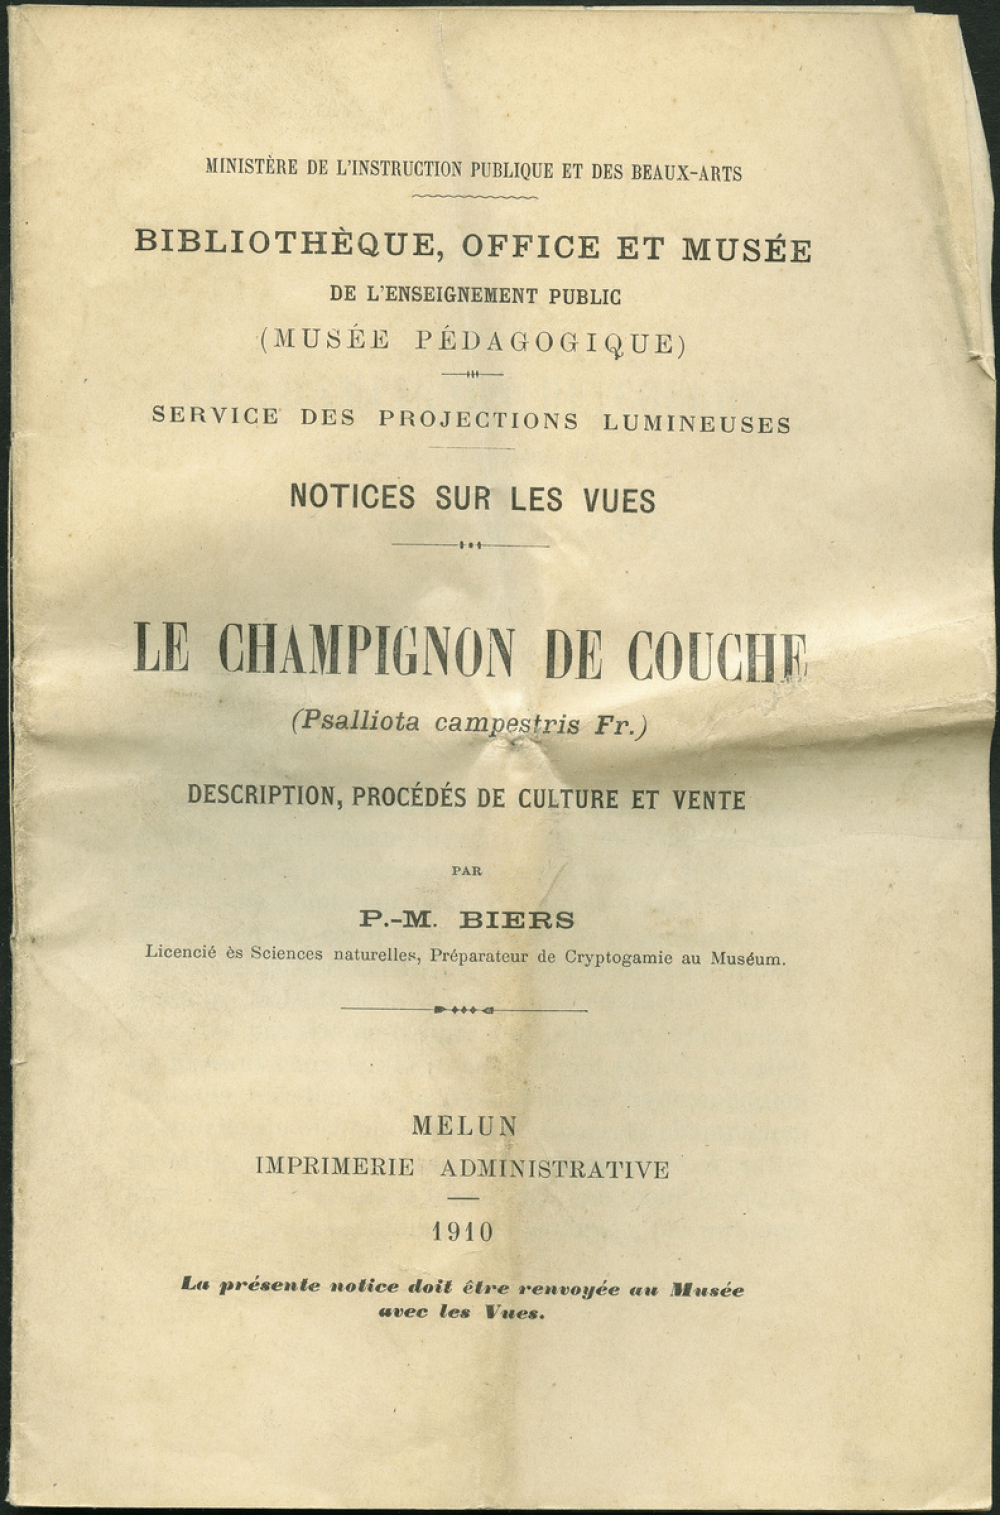 MINISTÈRE DE L'INSTRUCTION PUBLIQUE ET DES BEAUX-ARTS
BIBLIOTHÈQUE, OFFICE ET MUSÉE
DE L'ENSEIGNEMENT PUBLIC
(MUSÉE PÉDAGOGIQUE)
SERVICE DES PROJECTIONS LUMINEUSES
NOTICES SUR LES VUES
LE CHAMPIGNON DE COUCHE
(Psalliota campestris Fr.)
DESCRIPTION, PROCÉDÉS DE CULTURE ET VENTE
PAR
P.-M. BIERS
Licencié ès Sciences naturelles, Préparateur de Cryptogamie au Muséum.
MELUN
IMPRIMERIE ADMINISTRATIVE
1910
La présente notice doit être renvoyée au Musée
avec les Vues.